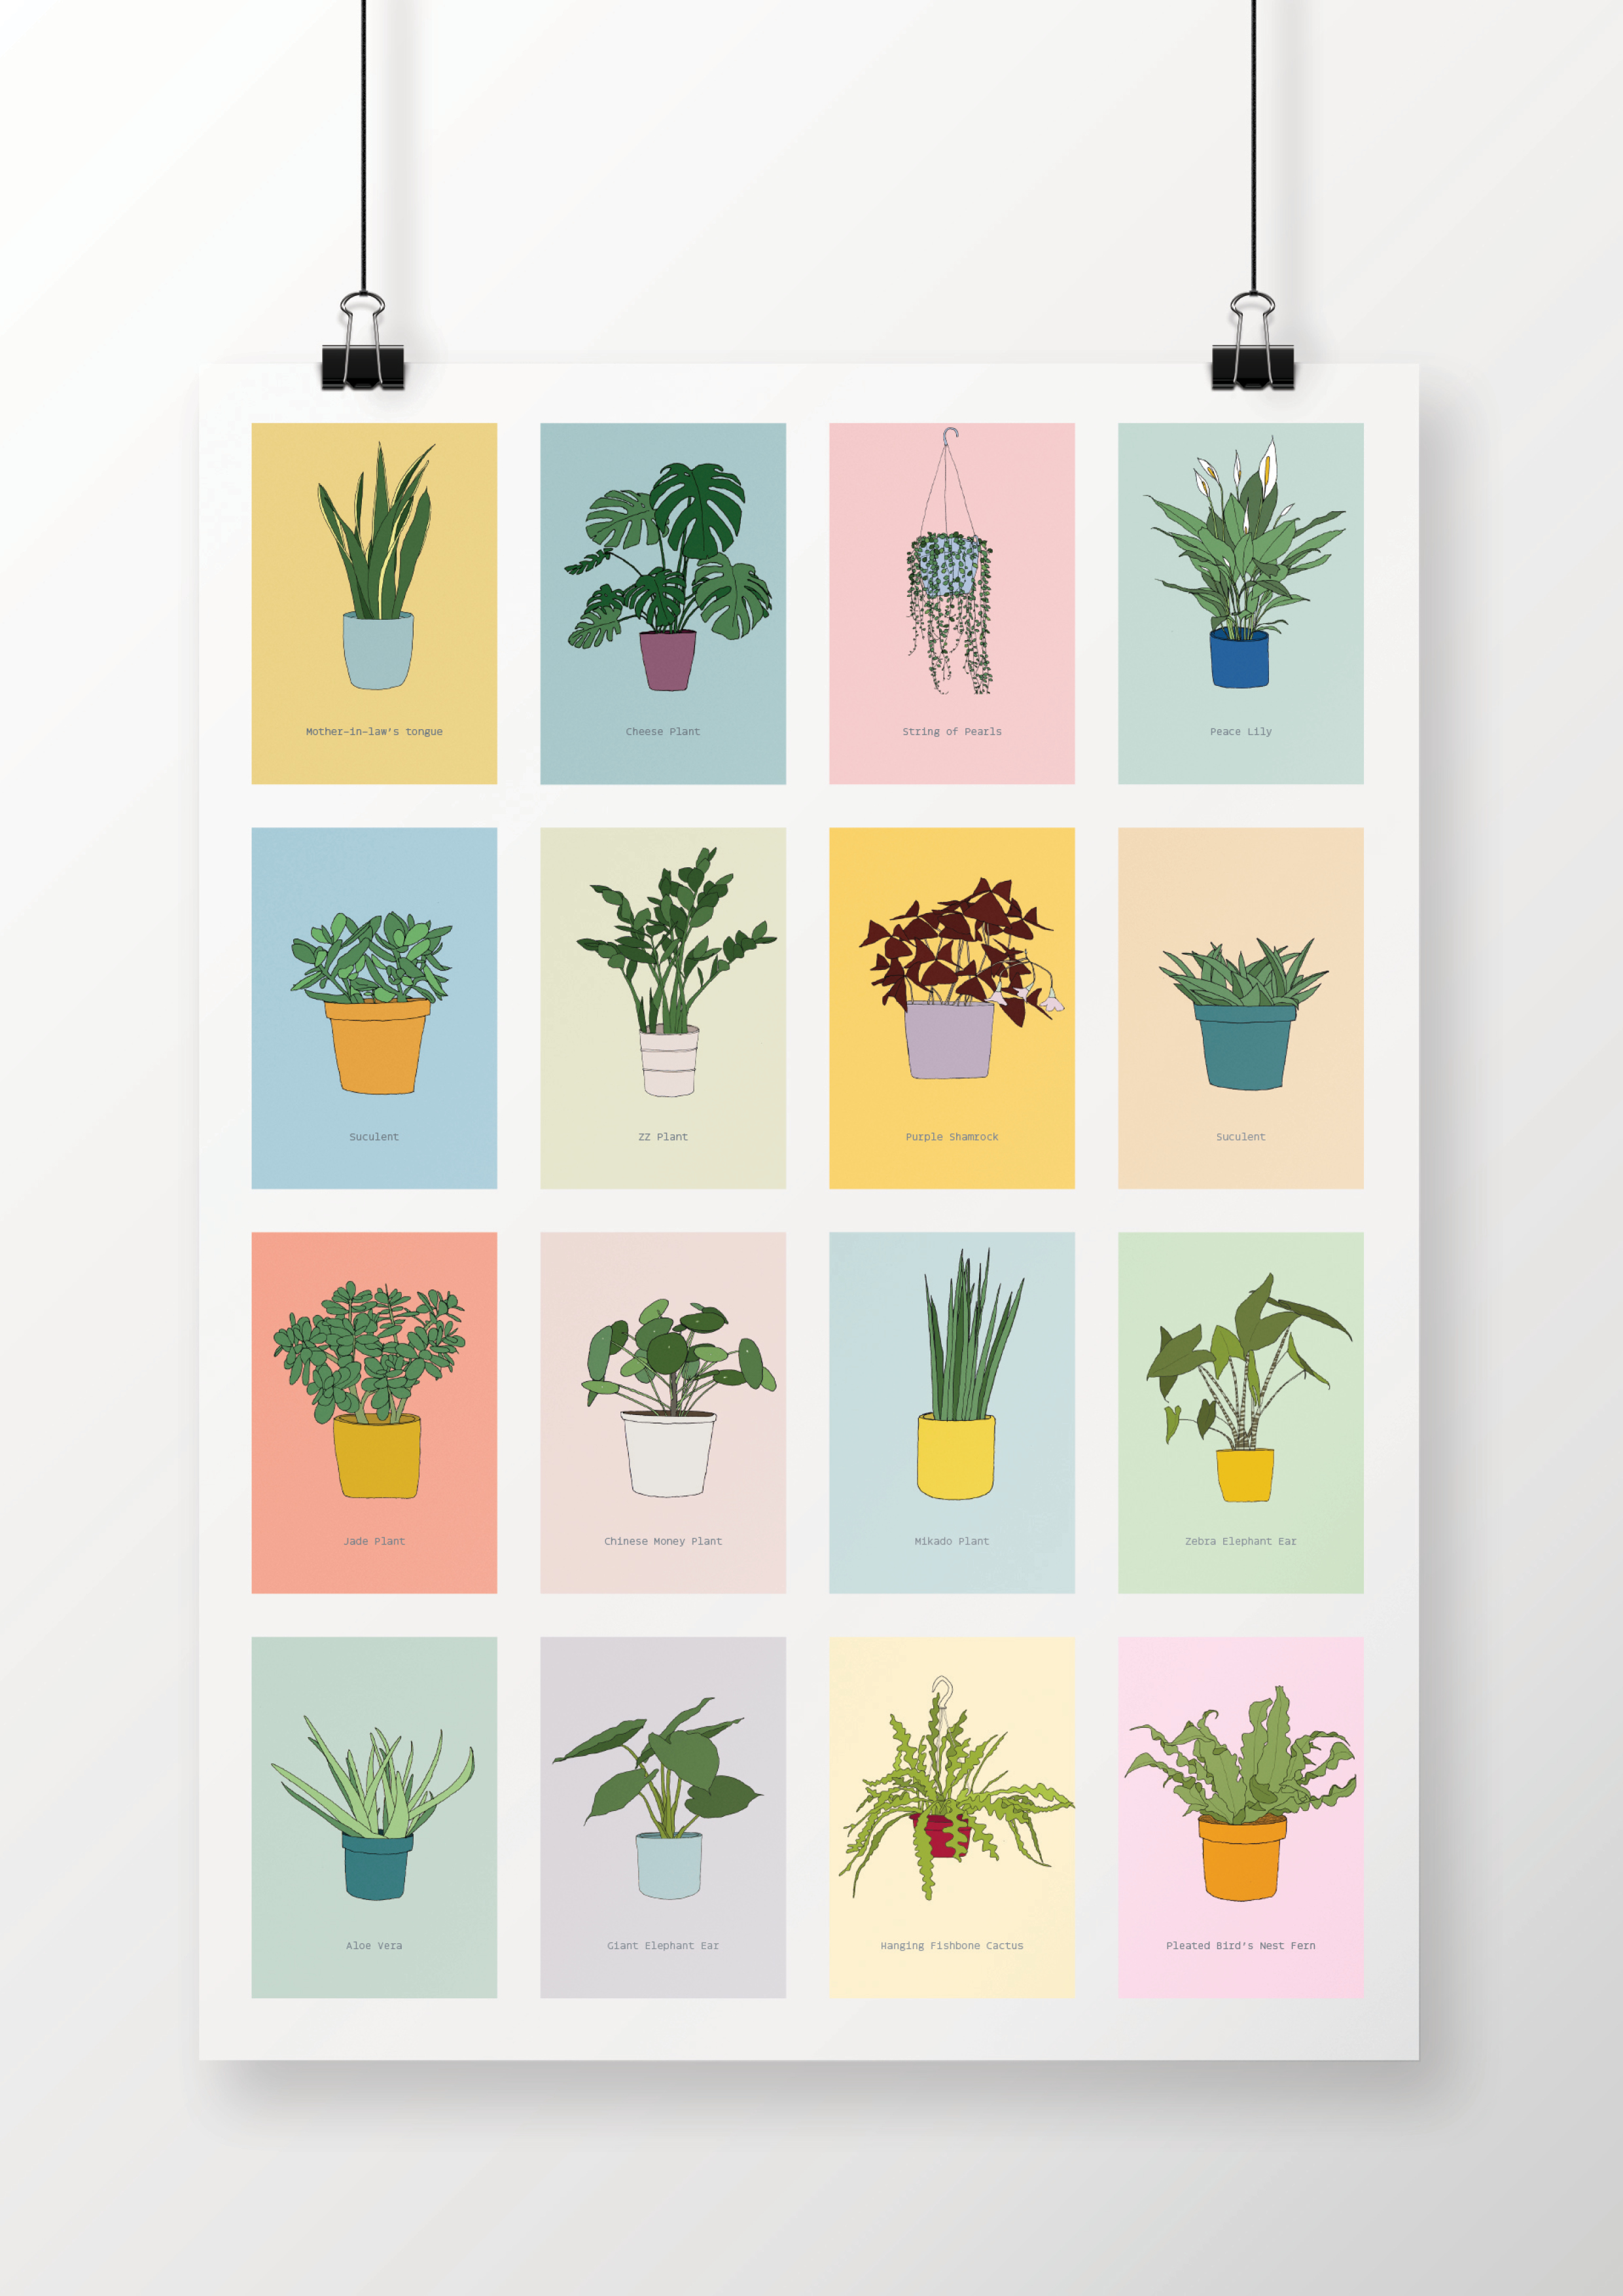 Mother-in-law's tongue
Cheese Plant
String of Pearls
Peace Lily
Suculent
ZZ Plant
Purple Shamrock
Suculent
Jade Plant
Chinese Money Plant
Mikado Plant
Zebra Elephant Ear
Aloe Vera
Giant Elephant Ear
Hanging Fishbone Cactus
Pleated Bird's Nest Fern